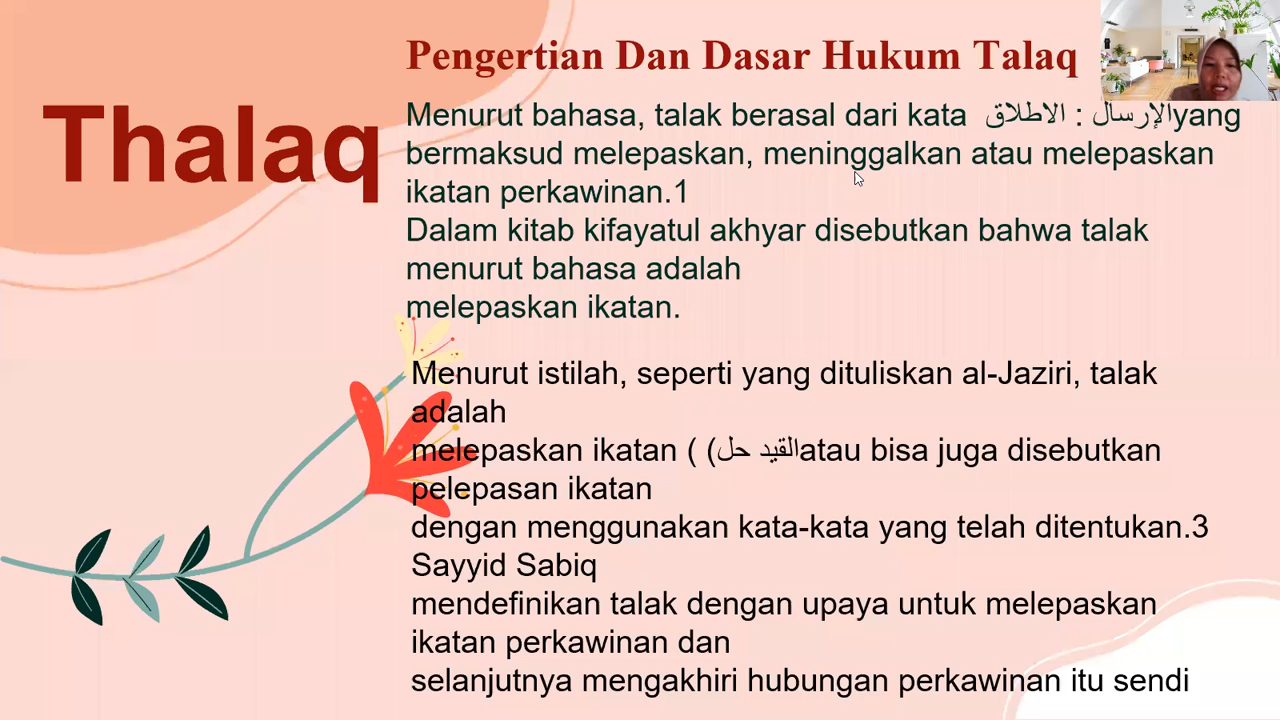 Pengertian Dan Dasar Hukum Talaq
Thalaq
Menurut bahasa, talak berasal dari kata الإرسال : الاطلاق yang
bermaksud melepaskan, meninggalkan atau melepaskan
ikatan perkawinan.1
Dalam kitab kifayatul akhyar disebutkan bahwa talak
menurut bahasa adalah
melepaskan ikatan.
Menurut istilah, seperti yang dituliskan al-Jaziri, talak
adalah
melepaskan ikatan ( (القيد حل atau bisa juga disebutkan
pelepasan ikatan
dengan menggunakan kata-kata yang telah ditentukan.3
Sayyid Sabiq
mendefinikan talak dengan upaya untuk melepaskan
ikatan perkawinan dan
selanjutnya mengakhiri hubungan perkawinan itu sendi